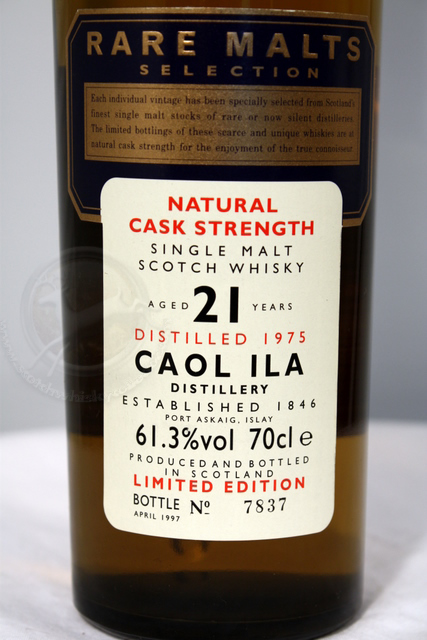 RARE MALTS
SELECTION
Each individual vintage has been specially selected from Scotland's
finest single malt stocks of rare or now silent distilleries.
The limited bottlings of these scarce and unique whiskies are at
natural cask strength for the enjoyment of the true connoisseur.
NATURAL
CASK STRENGTH
SINGLE MALT
SCOTCH WHISKY
AGED 21 YEARS
DISTILLED 1975
CAOL ILA
DISTILLERY
ESTABLISHED 1846
PORT ASKAIG, ISLAY
61.3%vol 70cl e
PRODUCED AND BOTTLED
IN SCOTLAND
LIMITED EDITION
BOTTLE Nº 7837
APRIL 1997